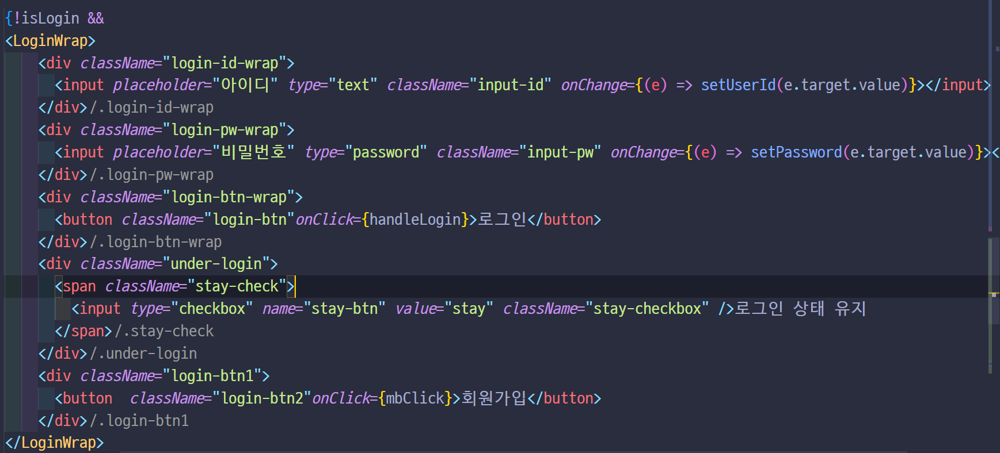 {!isLogin &&
<LoginWrap>
<div className="login-id-wrap">
<input placeholder="아이디" type="text" className="input-id" onChange={(e) => setUserId(e.target.value)}></input>
</div>/.login-id-wrap
<div className="login-pw-wrap">
<input placeholder="비밀번호" type="password" className="input-pw" onChange={(e) => setPassword(e.target.value)}><
</div>/.login-pw-wrap
<div className="login-btn-wrap">
<button className="login-btn"onClick={handleLogin}>로그인</button>
</div>/.login-btn-wrap
<div className="under-login">
<span className="stay-check">
<input type="checkbox" name="stay-btn" value="stay" className="stay-checkbox" />로그인 상태 유지
</span>/.stay-check
</div>/.under-login
<div className="login-btn1">
<button  className="login-btn2"onClick={mbClick}>회원가입</button>
</div>/.login-btn1
</LoginWrap>